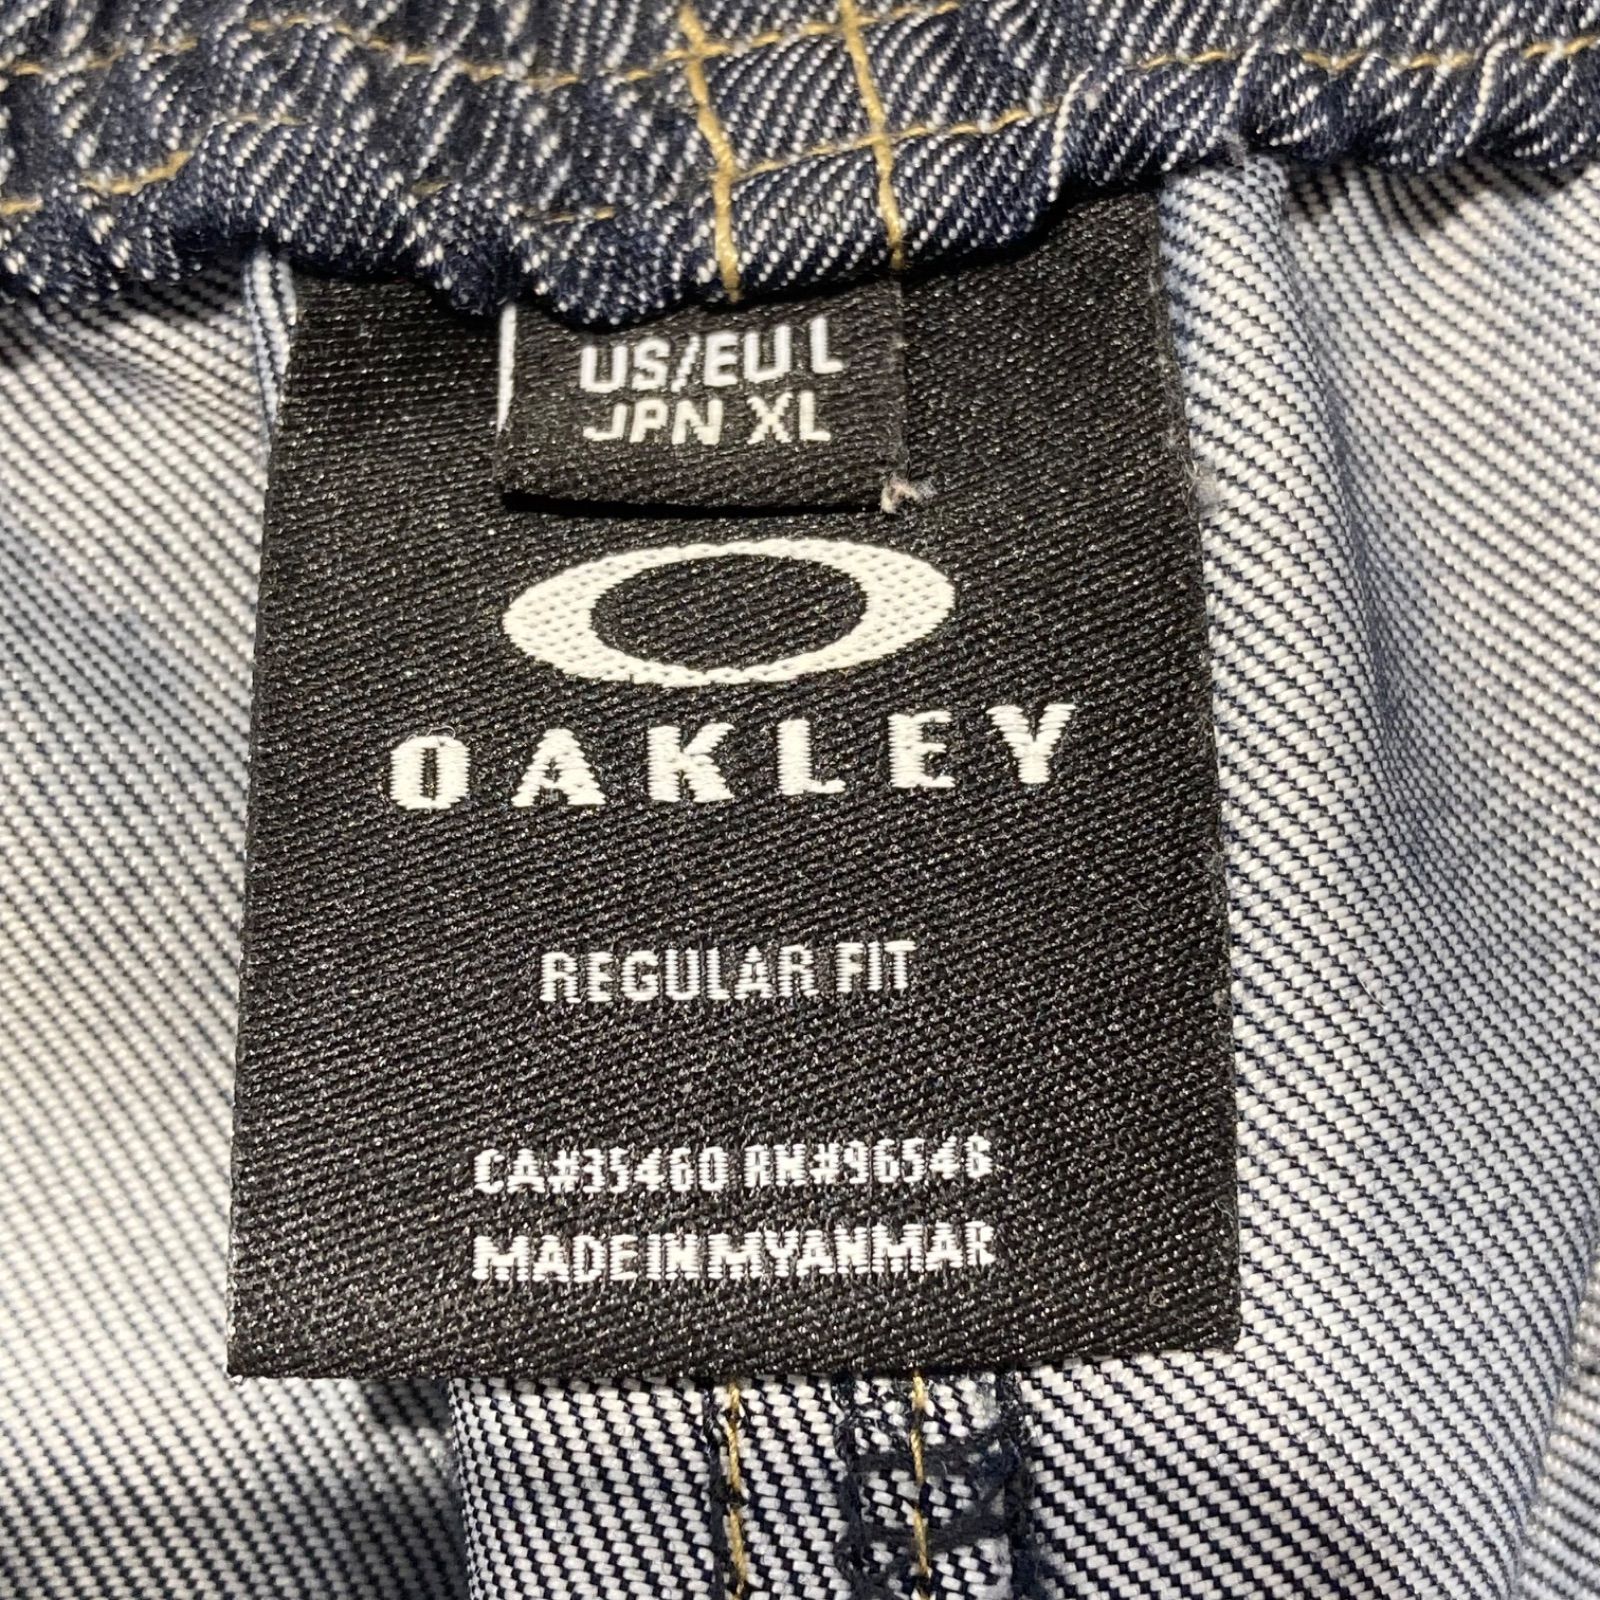 US/EU L
JPN XL
OAKLEY
REGULAR FIT
CA#35460 RN#96548
MADE IN MYANMAR